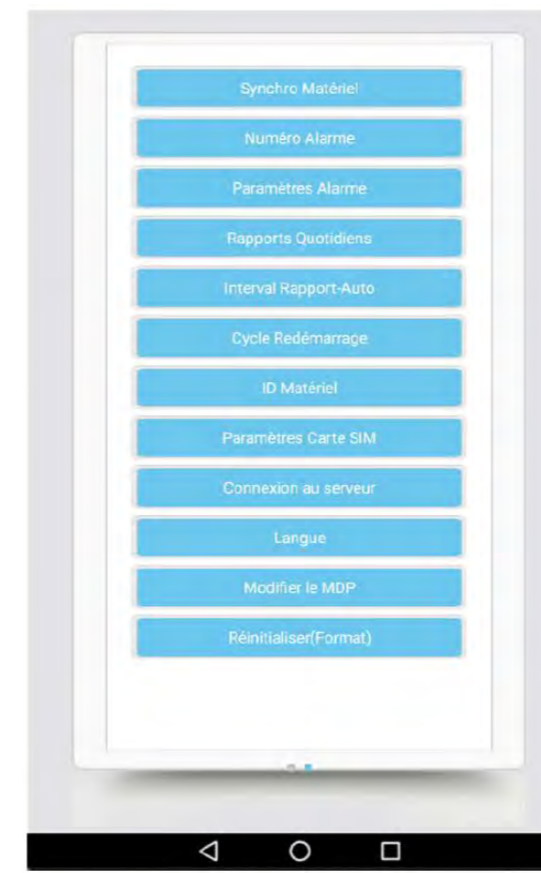 Synchro Matériel
Numéro Alarme
Paramètres Alarme
Rapports Quotidiens
Interval Rapport-Auto
Cycle Redémarrage
ID Matériel
Paramètres Carte SIM
Connexion au serveur
Langue
Modifier le MDP
Réinitialiser(Format)